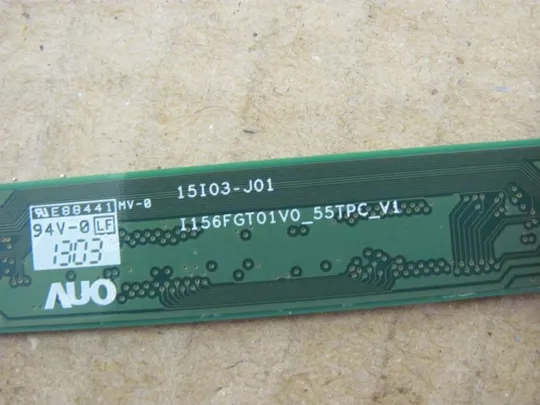 E88441 MV-0
94V-0 LF
1303
AUO
15I03-J01
I156FGT01V0_55TPC_V1